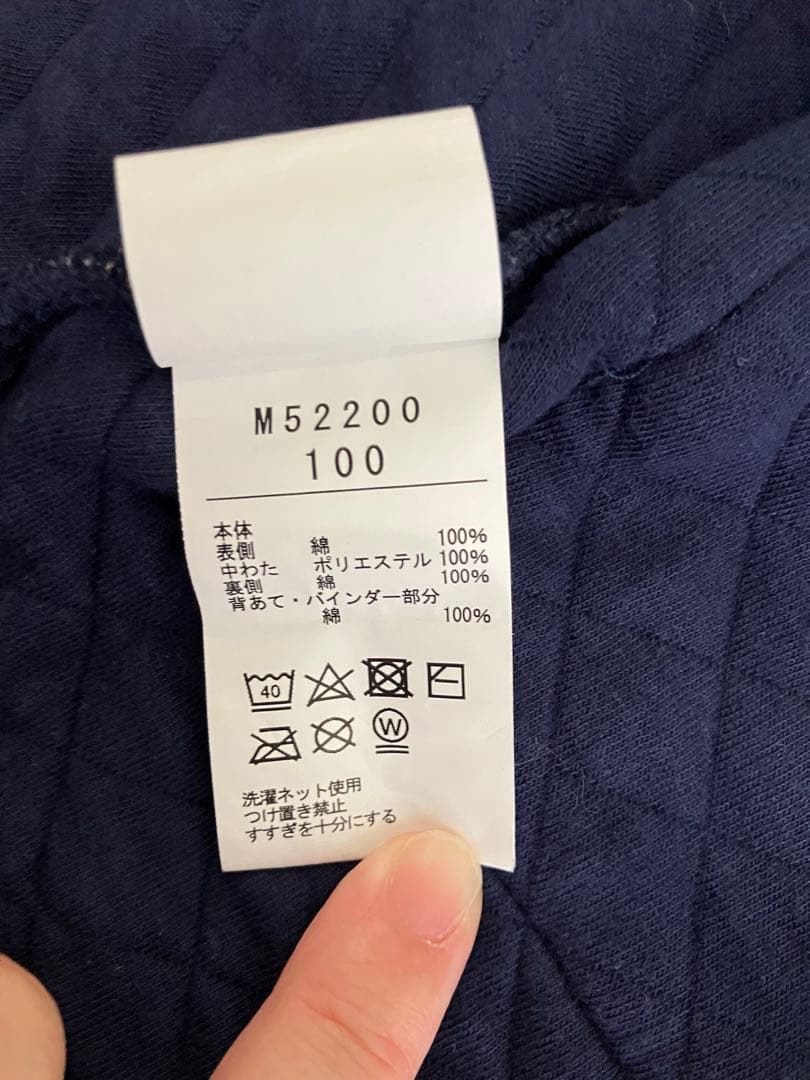 M52200
100
本体
表側 綿 100%
中わた ポリエステル 100%
裏側 綿 100%
背あて・バインダー部分
綿 100%
40
W
洗濯ネット使用
つけ置き禁止
すすぎを十分にする